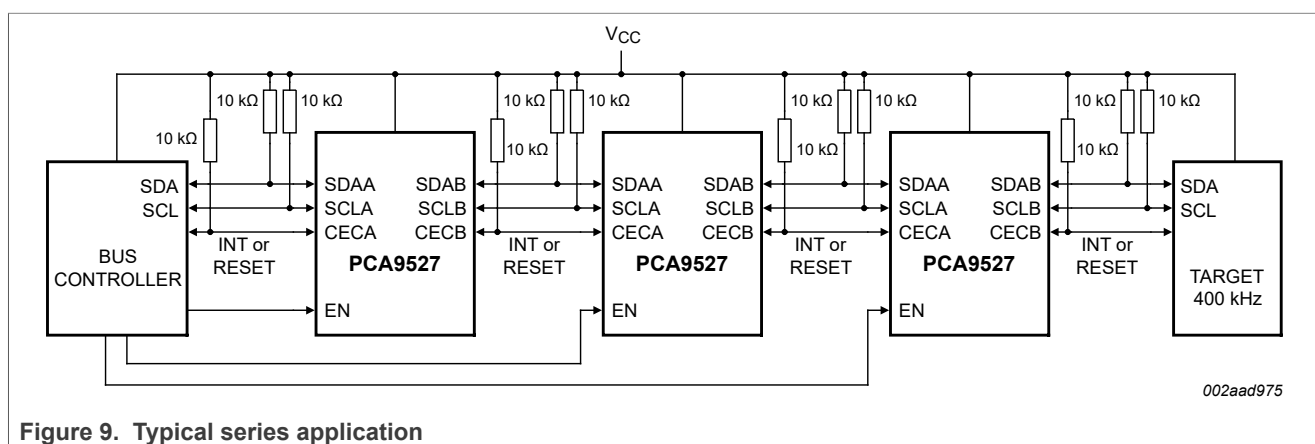 VCC
10 kΩ 10 kΩ 10 kΩ 10 kΩ 10 kΩ 10 kΩ 10 kΩ 10 kΩ
10 kΩ 10 kΩ 10 kΩ 10 kΩ
SDA SDAA SDAB SDAA SDAB SDAA SDAB SDA
SCL SCLA SCLB SCLA SCLB SCLA SCLB SCL
CECA CECB CECA CECB CECA CECB
BUS CONTROLLER
INT or RESET
PCA9527
INT or RESET
PCA9527
INT or RESET
PCA9527
INT or RESET
TARGET
400 kHz
EN EN EN
002aad975
Figure 9. Typical series application